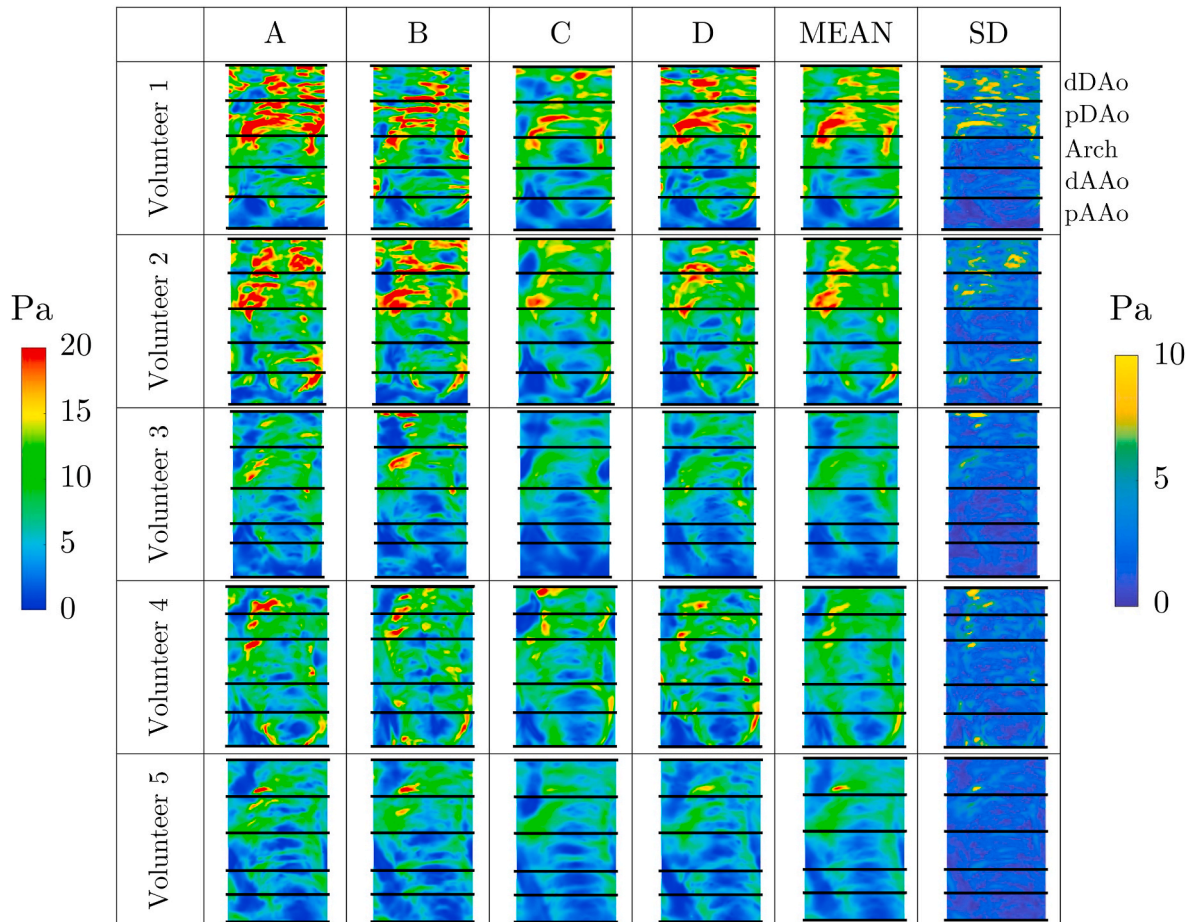 A B C D MEAN SD
Volunteer 1
dDAo
pDAo
Arch
dAAo
pAAo
Volunteer 2
Volunteer 3
Volunteer 4
Volunteer 5
Pa
20
15
10
5
0
Pa
10
5
0